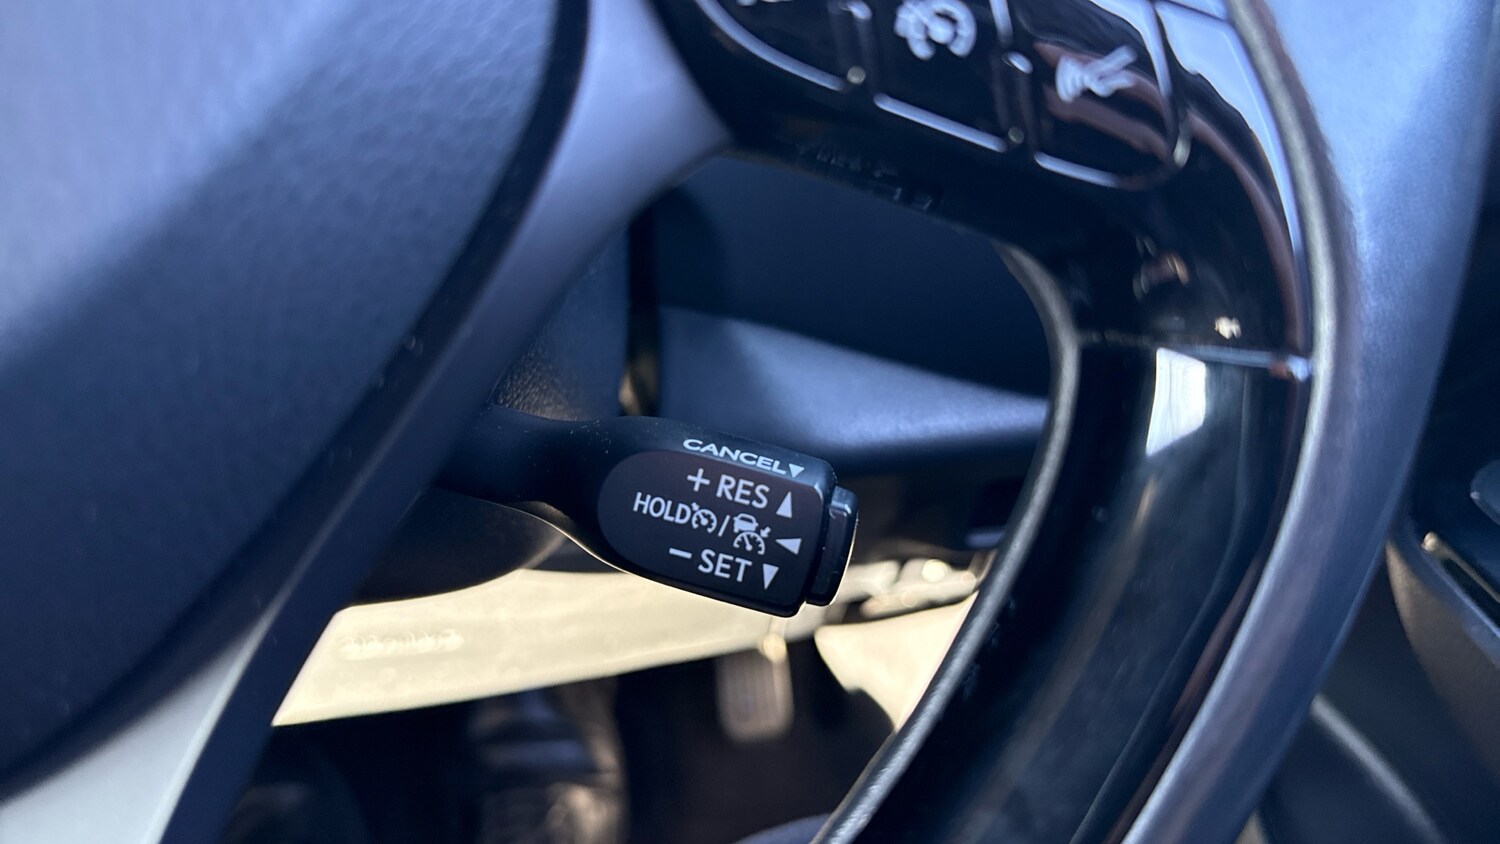 CANCEL▼
+ RES ▲
HOLD / ◀
− SET ▼